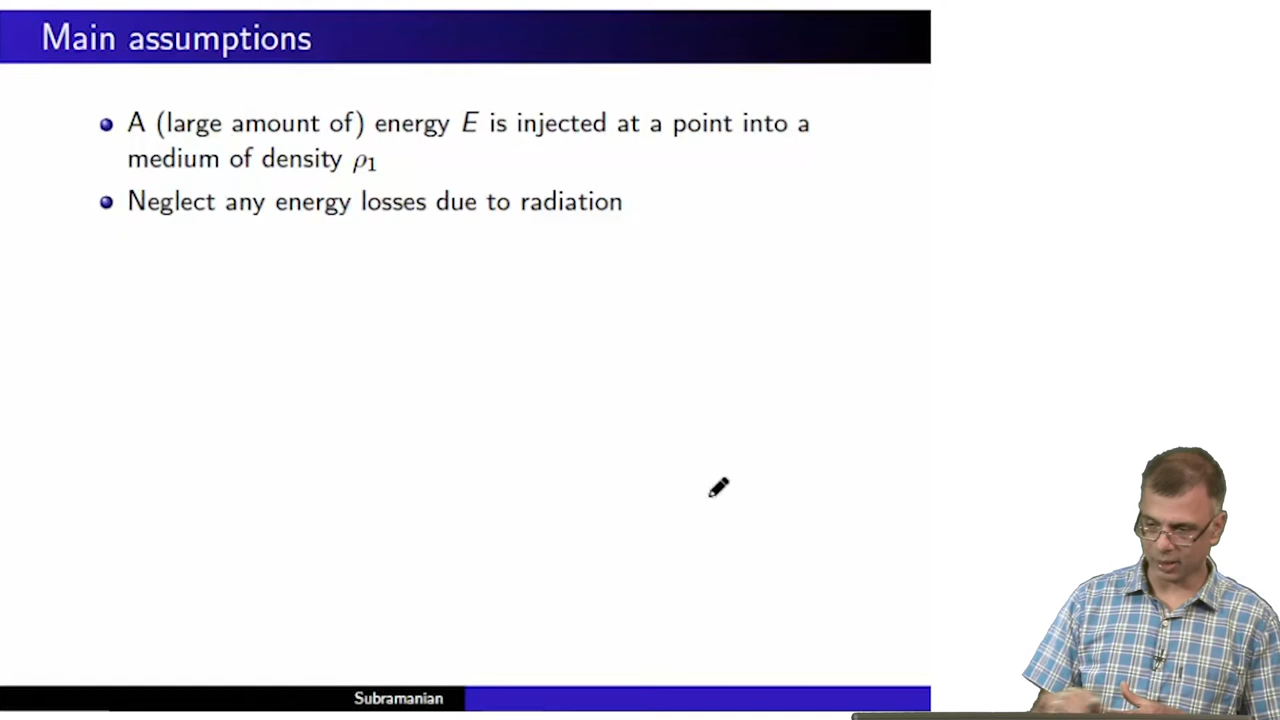 Main assumptions
A (large amount of) energy E is injected at a point into a
medium of density ρ₁
Neglect any energy losses due to radiation
Subramanian